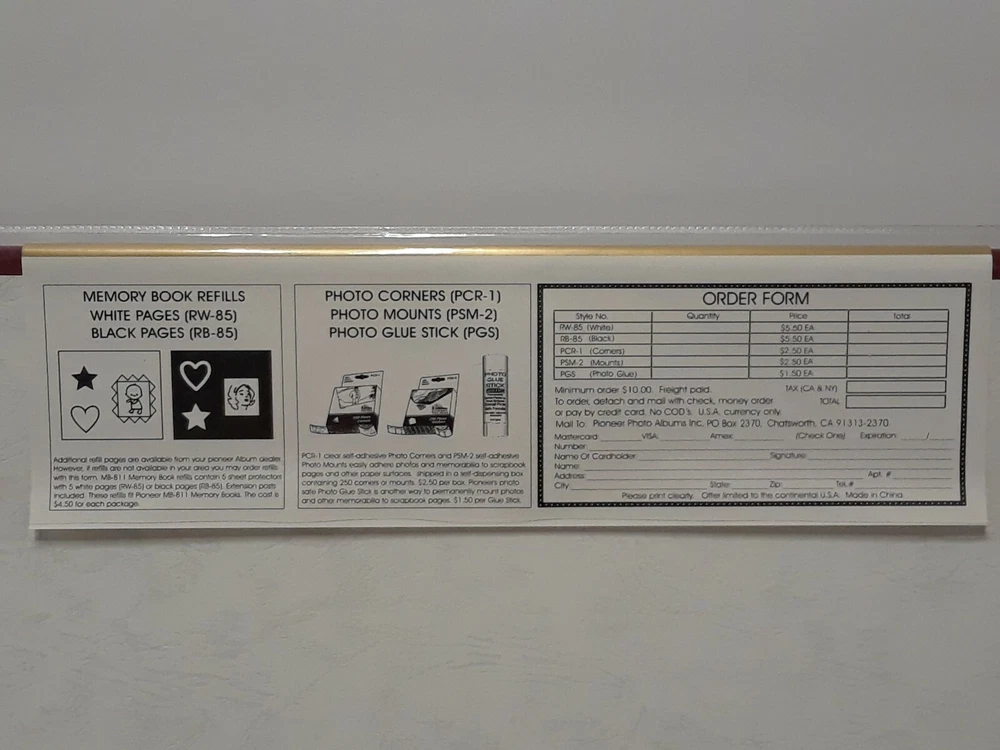 MEMORY BOOK REFILLS
WHITE PAGES (RW-85)
BLACK PAGES (RB-85)
Additional refill pages are available from your pioneer Album dealer.
However, if refills are not available in your area you may order refills
with this form. MB-811 Memory Book refills contain 5 sheet protectors
with 5 white pages (RW-85) or black pages (RB-85). Extension posts
included. These refills fit Pioneer MB-811 Memory books. The cost is
$4.50 for each package.
PHOTO CORNERS (PCR-1)
PHOTO MOUNTS (PSM-2)
PHOTO GLUE STICK (PGS)
PHOTO
GLUE
STICK
PCR-1 clear self-adhesive Photo Corners and PSM-2 self-adhesive
Photo Mounts easily adhere photos and memorabilia to scrapbook
pages and other paper surfaces. shipped in a self-dispensing box
containing 250 corners or mounts. $2.50 per box. Pioneer's photo
safe Photo Glue Stick is another way to permanently mount photos
and other memorabilia to scrapbook pages. $1.50 per Glue Stick.
ORDER FORM
Style No. Quantity Price Total
RW-85 (White) $5.50 EA
RB-85 (Black) $5.50 EA
PCR-1 (Corners) $2.50 EA
PSM-2 (Mounts) $2.50 EA
PGS (Photo Glue) $1.50 EA
Minimum order $10.00. Freight paid. TAX (CA & NY)
To order, detach and mail with check, money order TOTAL
or pay by credit card. No COD's. U.S.A. currency only.
Mail To: Pioneer Photo Albums Inc. PO Box 2370, Chatsworth, CA 91313-2370.
Mastercard VISA: Amex: (Check One) Expiration: /
Number:
Name Of Cardholder: Signature:
Name:
Address: Apt. #
City: State: Zip: Tel.#
Please print clearly. Offer limited to the continental U.S.A. Made in China